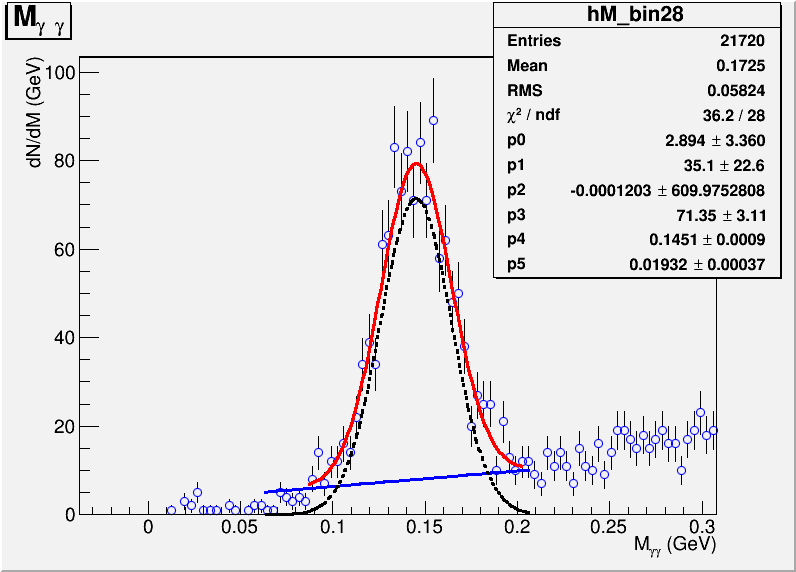 Mγ γ
hM_bin28
Entries 21720
Mean 0.1725
RMS 0.05824
χ² / ndf 36.2 / 28
p0 2.894 ± 3.360
p1 35.1 ± 22.6
p2 -0.0001203 ± 609.9752808
p3 71.35 ± 3.11
p4 0.1451 ± 0.0009
p5 0.01932 ± 0.00037
dN/dM (GeV)
100
80
60
40
20
0
0 0.05 0.1 0.15 0.2 0.25 0.3
Mγγ (GeV)